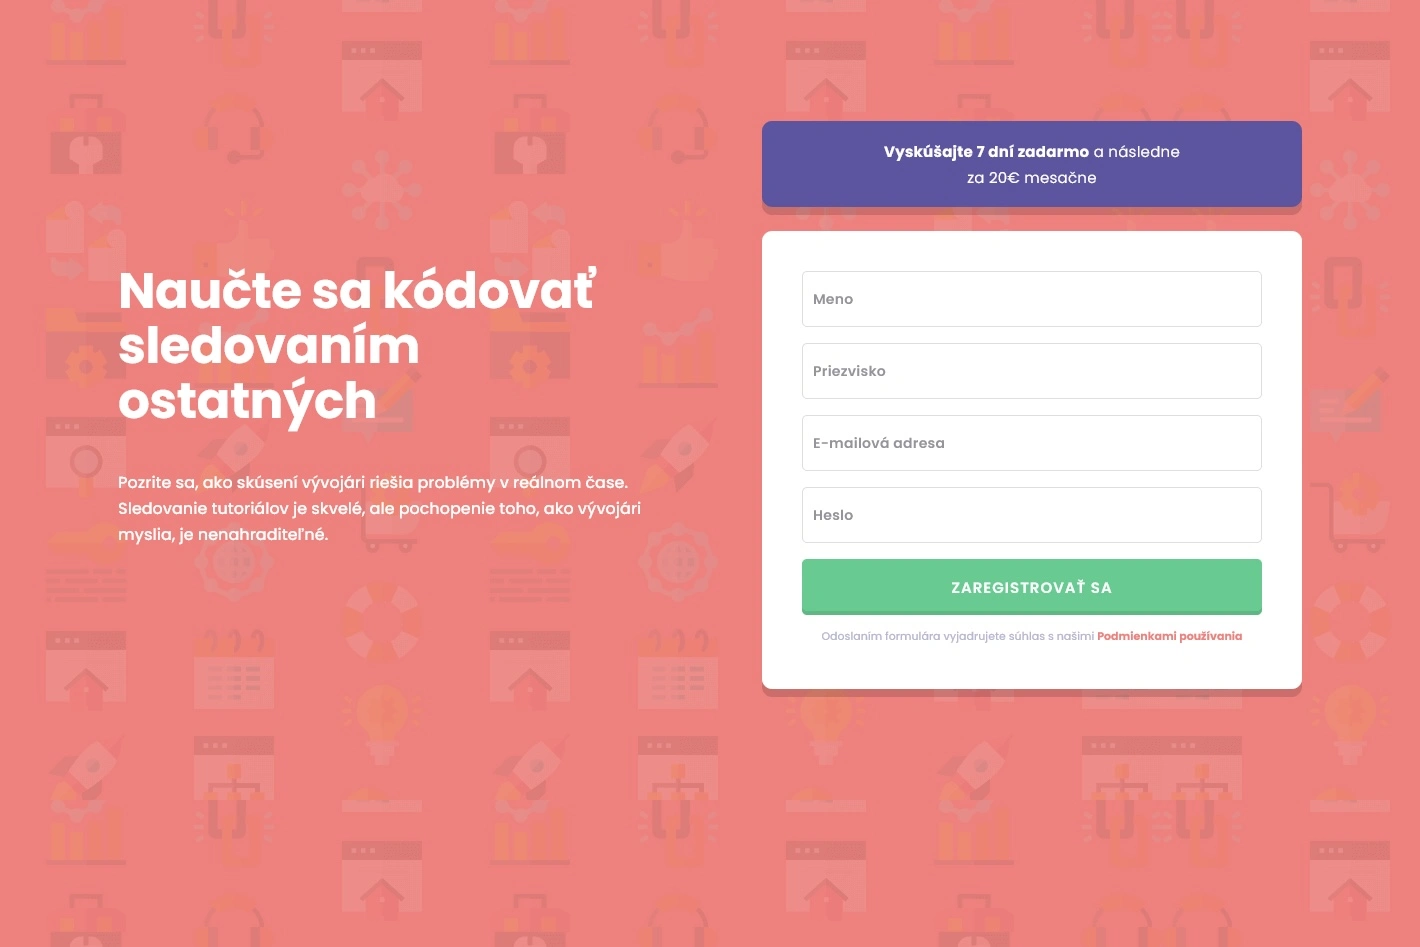 Naučte sa kódovať
sledovaním
ostatných
Pozrite sa, ako skúsení vývojári riešia problémy v reálnom čase.
Sledovanie tutoriálov je skvelé, ale pochopenie toho, ako vývojári
myslia, je nenahraditeľné.
Vyskúšajte 7 dní zadarmo a následne
za 20€ mesačne
Meno
Priezvisko
E-mailová adresa
Heslo
ZAREGISTROVAŤ SA
Odoslaním formulára vyjadrujete súhlas s našimi Podmienkami používania